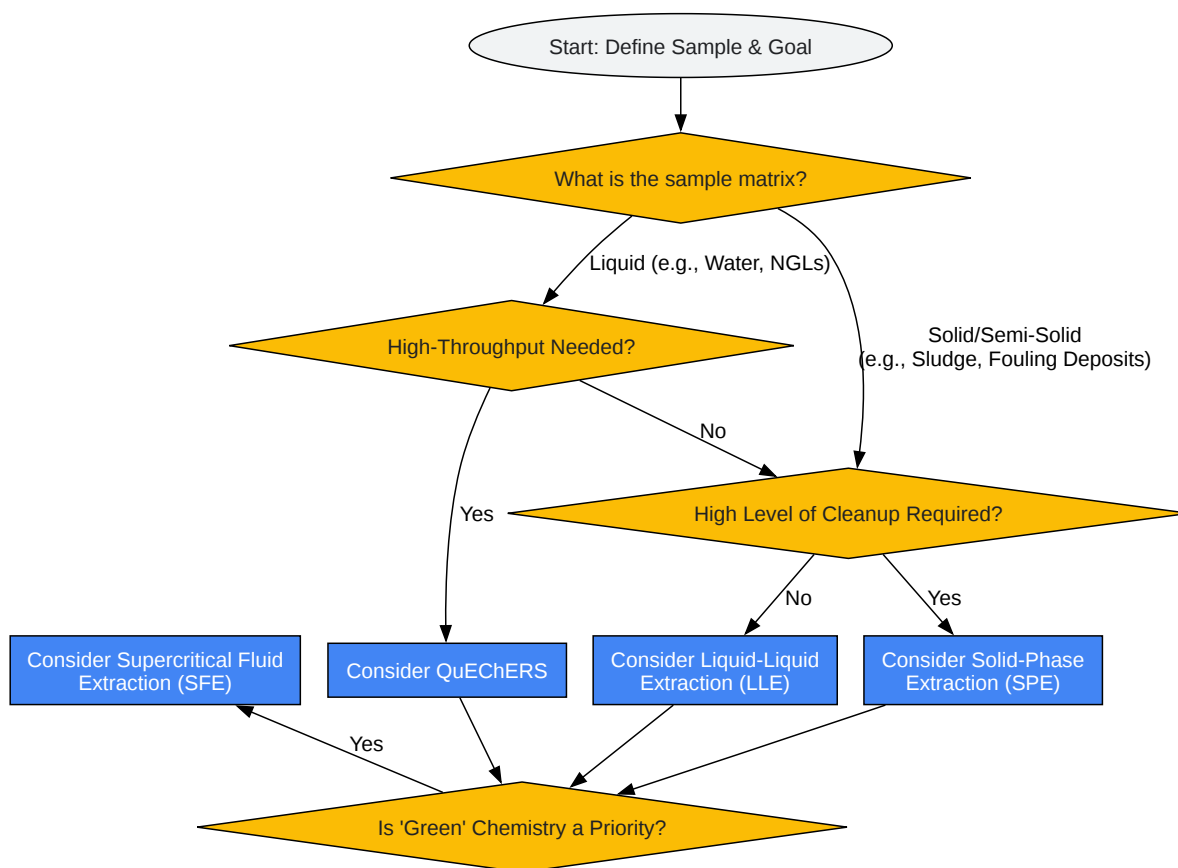 Start: Define Sample & Goal
What is the sample matrix?
Liquid (e.g., Water, NGLs)
High-Throughput Needed?
Solid/Semi-Solid
(e.g., Sludge, Fouling Deposits)
No
Yes
High Level of Cleanup Required?
No
Yes
Consider Supercritical Fluid
Extraction (SFE)
Consider QuEChERS
Consider Liquid-Liquid
Extraction (LLE)
Consider Solid-Phase
Extraction (SPE)
Yes
Is 'Green' Chemistry a Priority?